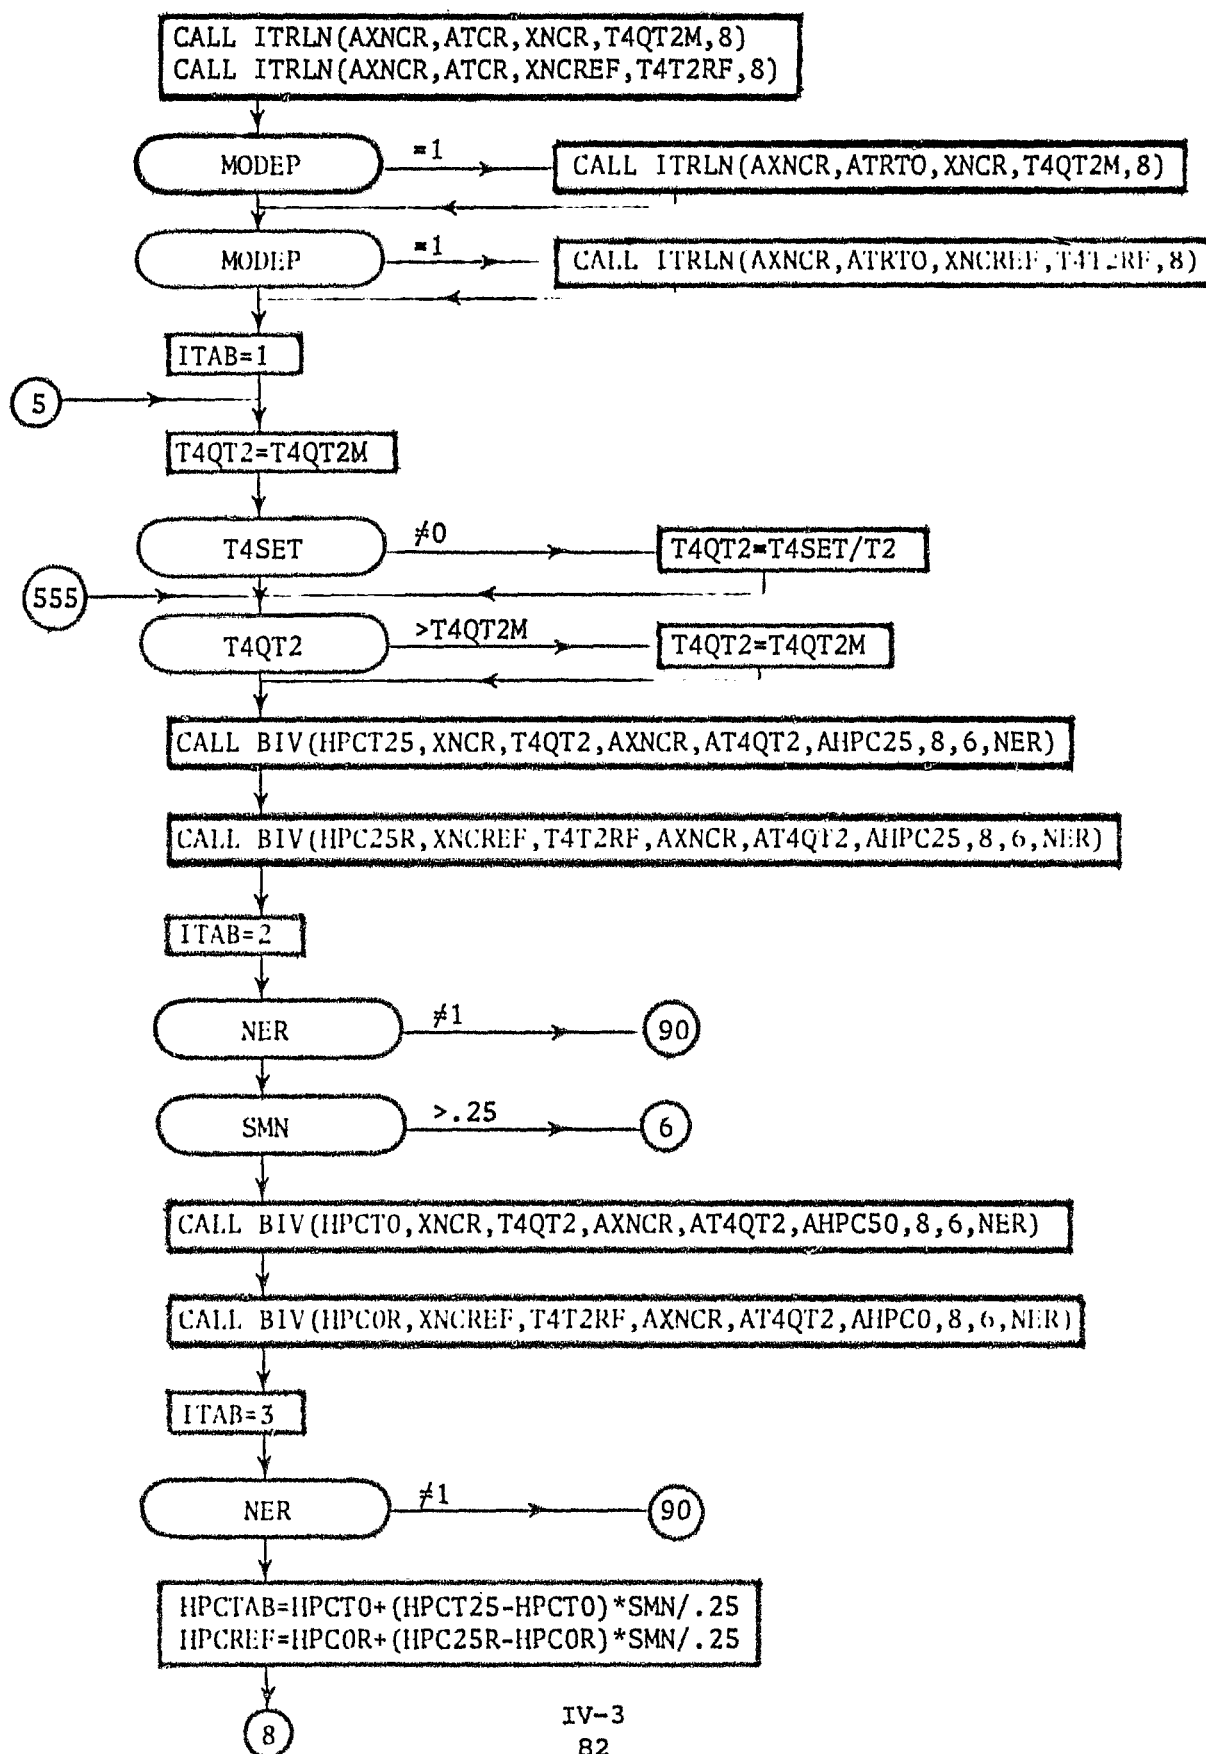 CALL ITRLN(AXNCR,ATCR,XNCR,T4QT2M,8)
CALL ITRLN(AXNCR,ATCR,XNCREF,T4T2RF,8)
MODEP
=1
CALL ITRLN(AXNCR,ATRTO,XNCR,T4QT2M,8)
MODEP
=1
CALL ITRLN(AXNCR,ATRTO,XNCREF,T4T2RF,8)
ITAB=1
5
T4QT2=T4QT2M
T4SET
≠0
T4QT2=T4SET/T2
555
T4QT2
>T4QT2M
T4QT2=T4QT2M
CALL BIV(HPCT25,XNCR,T4QT2,AXNCR,AT4QT2,AHPC25,8,6,NER)
CALL BIV(HPC25R,XNCREF,T4T2RF,AXNCR,AT4QT2,AHPC25,8,6,NER)
ITAB=2
NER
≠1
90
SMN
>.25
6
CALL BIV(HPCT0,XNCR,T4QT2,AXNCR,AT4QT2,AHPC50,8,6,NER)
CALL BIV(HPC0R,XNCREF,T4T2RF,AXNCR,AT4QT2,AHPC0,8,6,NER)
ITAB=3
NER
≠1
90
HPCTAB=HPCT0+(HPCT25-HPCT0)*SMN/.25
HPCREF=HPC0R+(HPC25R-HPC0R)*SMN/.25
8
IV-3
82